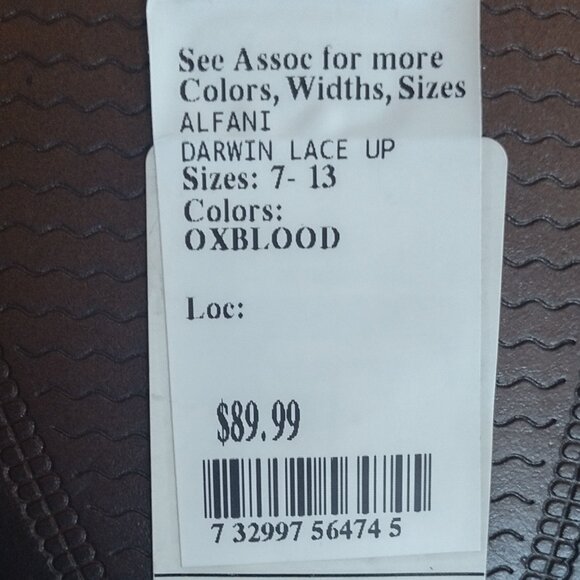 See Assoc for more
Colors, Widths, Sizes
ALFANI
DARWIN LACE UP
Sizes: 7- 13
Colors:
OXBLOOD
Loc:
$89.99
7 32997 56474 5